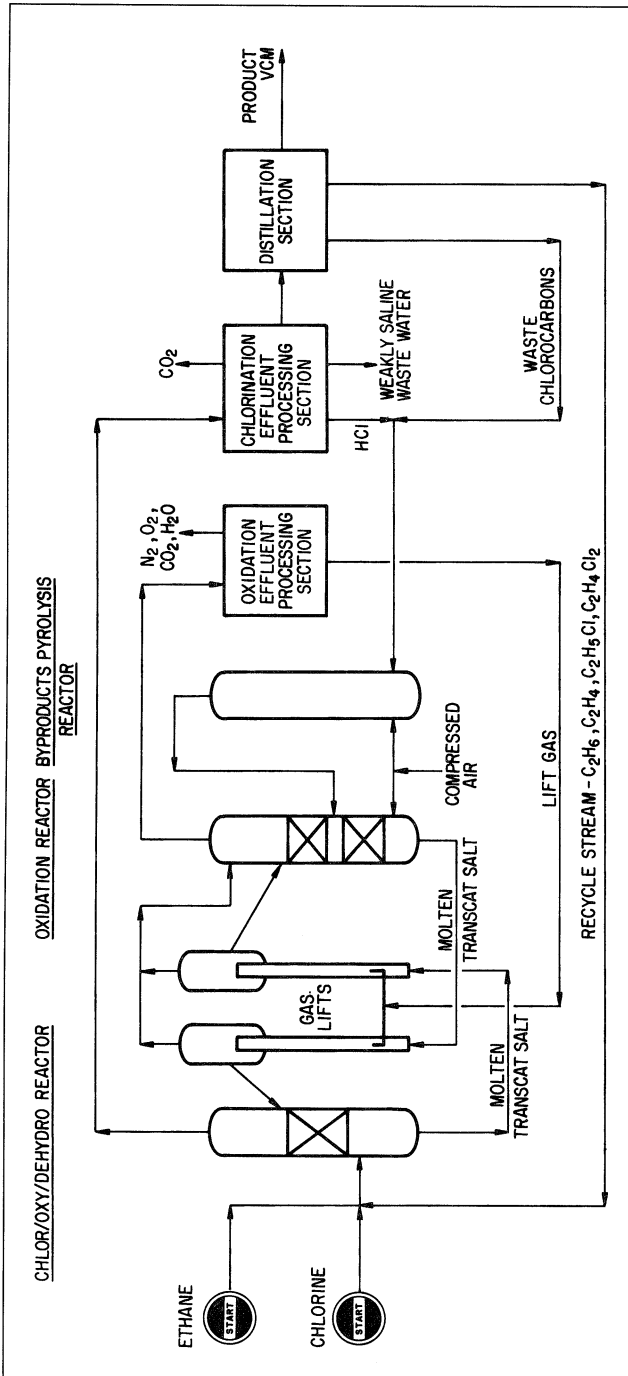 CHLOR/OXY/DEHYDRO REACTOR
OXIDATION REACTOR
BYPRODUCTS PYROLYSIS
REACTOR
ETHANE
START
CHLORINE
START
GAS-
LIFTS
MOLTEN
TRANSCAT SALT
MOLTEN
TRANSCAT SALT
COMPRESSED
AIR
N2, O2,
CO2, H2O
OXIDATION
EFFLUENT
PROCESSING
SECTION
LIFT GAS
CO2
CHLORINATION
EFFLUENT
PROCESSING
SECTION
HCl
WEAKLY SALINE
WASTE WATER
DISTILLATION
SECTION
WASTE
CHLOROCARBONS
PRODUCT
VCM
RECYCLE STREAM - C2H6, C2H4, C2H5Cl, C2H4Cl2